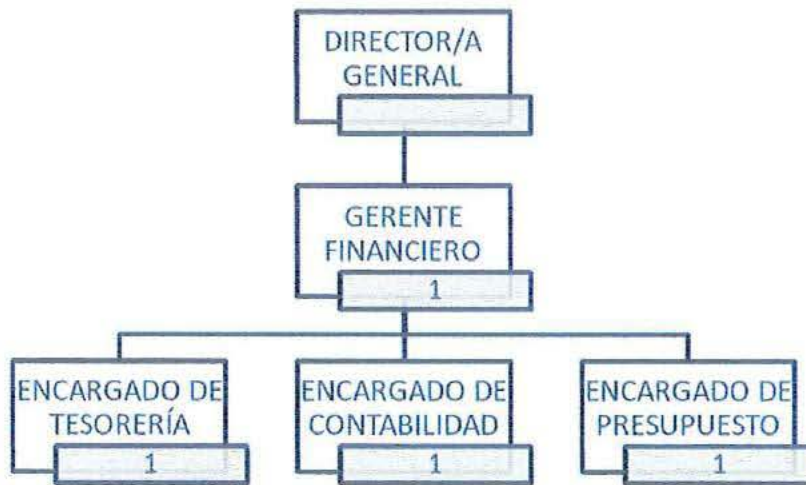 DIRECTOR/A
GENERAL
GERENTE
FINANCIERO
1
ENCARGADO DE
TESORERÍA
1
ENCARGADO DE
CONTABILIDAD
1
ENCARGADO DE
PRESUPUESTO
1